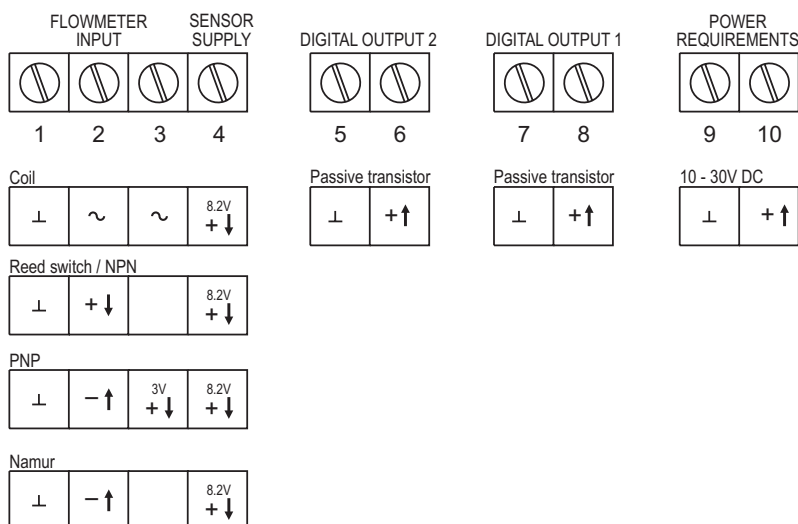 FLOWMETER INPUT
SENSOR SUPPLY
DIGITAL OUTPUT 2
DIGITAL OUTPUT 1
POWER REQUIREMENTS
1 2 3 4 5 6 7 8 9 10
Coil
⊥ ~ ~ 8.2V + ↓
Passive transistor
⊥ + ↑
Passive transistor
⊥ + ↑
10 - 30V DC
⊥ + ↑
Reed switch / NPN
⊥ + ↓ 8.2V + ↓
PNP
⊥ − ↑ 3V + ↓ 8.2V + ↓
Namur
⊥ − ↑ 8.2V + ↓